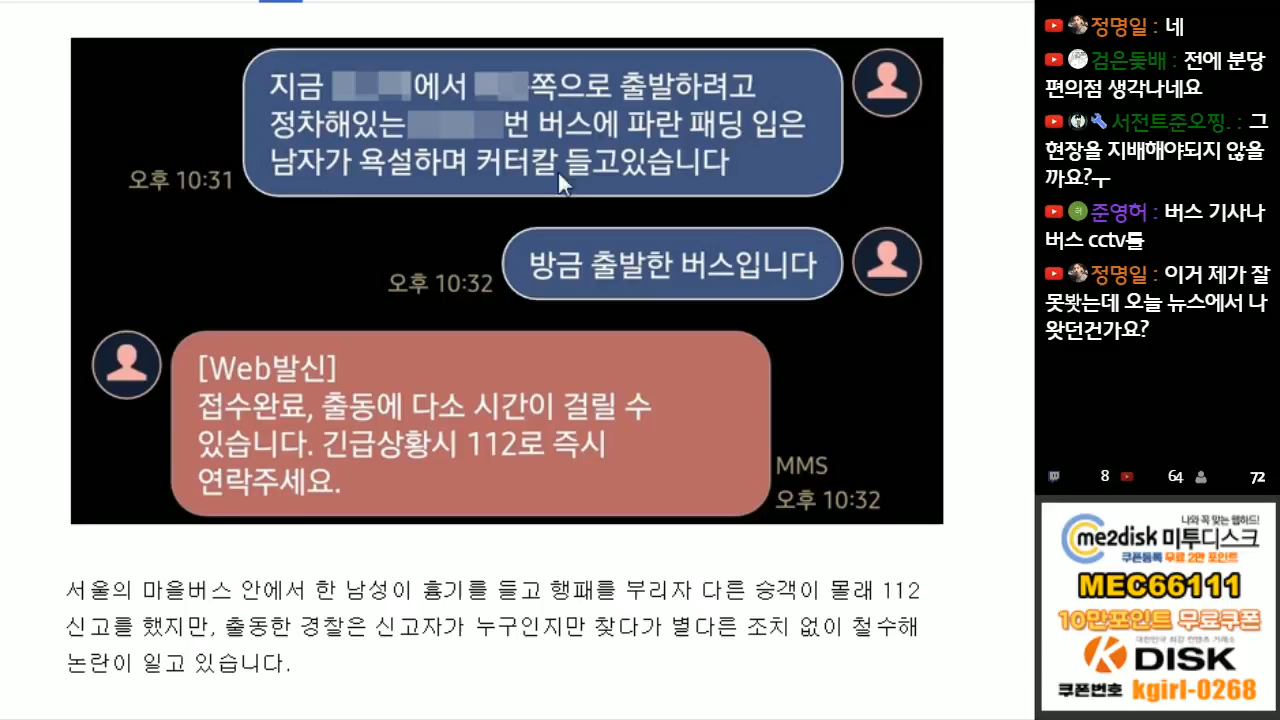 지금 에서 쪽으로 출발하려고
정차해있는 번 버스에 파란 패딩 입은
남자가 욕설하며 커터칼 들고있습니다
오후 10:31
방금 출발한 버스입니다
오후 10:32
[Web발신]
접수완료, 출동에 다소 시간이 걸릴 수
있습니다. 긴급상황시 112로 즉시
연락주세요.
MMS
오후 10:32
서울의 마을버스 안에서 한 남성이 흉기를 들고 행패를 부리자 다른 승객이 몰래 112
신고를 했지만, 출동한 경찰은 신고자가 누구인지만 찾다가 별다른 조치 없이 철수해
논란이 일고 있습니다.
정명일 : 네
검은돛배 : 전에 분당
편의점 생각나네요
서전트준오찡. : 그
현장을 지배해야되지 않을
까요?ㅜ
준영허 : 버스 기사나
버스 cctv틀
정명일 : 이거 제가 잘
못봤는데 오늘 뉴스에서 나
왓던건가요?
8 64 72
나와 꼭 맞는 웹하드!
me2disk 미투디스크
쿠폰등록 무료 2만 포인트
MEC66111
10만포인트 무료쿠폰
대한민국 최강 컨텐츠 거래소
K DISK
쿠폰번호 kgirl-0268